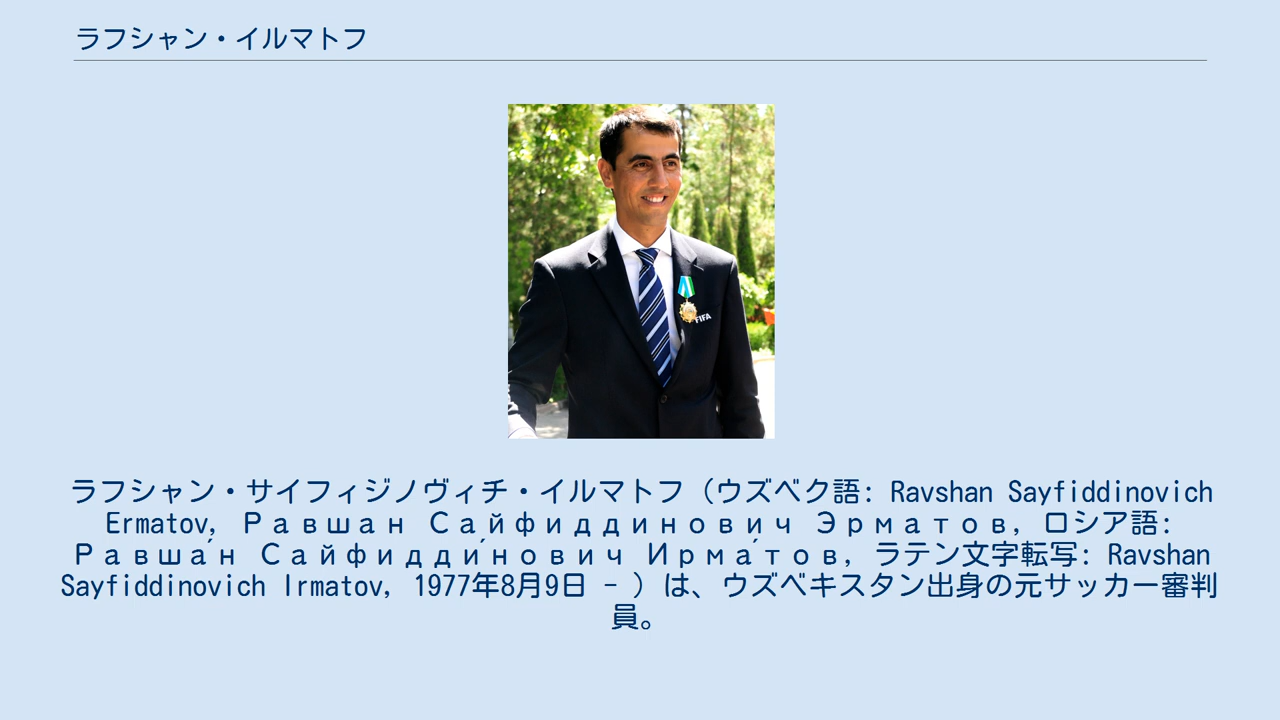 ラフシャン・イルマトフ
FIFA
ラフシャン・サイフィジノヴィチ・イルマトフ（ウズベク語: Ravshan Sayfiddinovich
Ermatov, Равшан Сайфиддинович Эрматов, ロシア語:
Равша́н Сайфидди́нович Ирма́тов, ラテン文字転写: Ravshan
Sayfiddinovich Irmatov, 1977年8月9日 - ）は、ウズベキスタン出身の元サッカー審判
員。